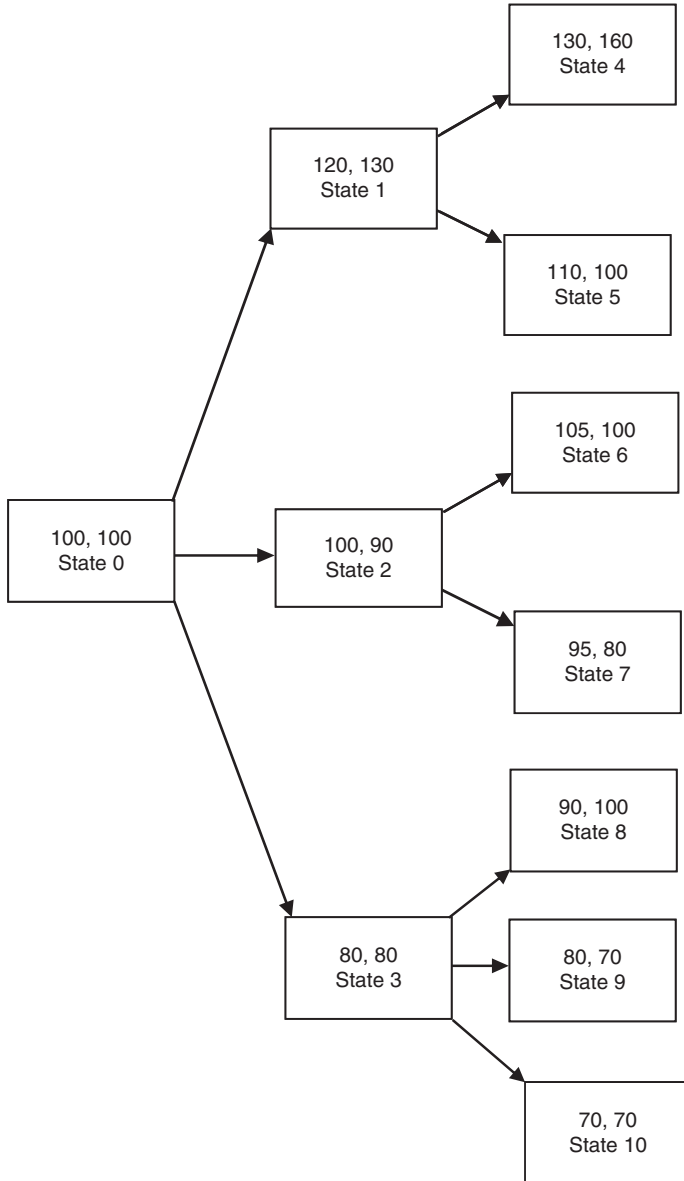 130, 160
State 4
120, 130
State 1
110, 100
State 5
105, 100
State 6
100, 100
State 0
100, 90
State 2
95, 80
State 7
90, 100
State 8
80, 80
State 3
80, 70
State 9
70, 70
State 10